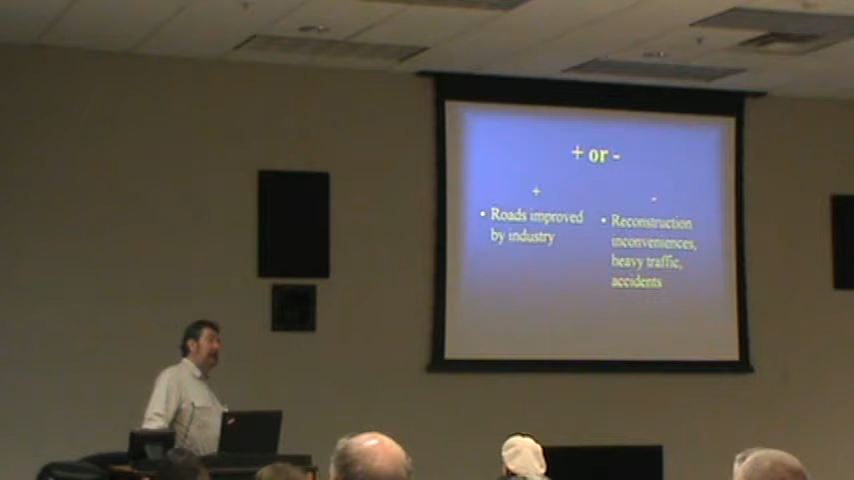 + or -
+
• Roads improved
by industry
-
• Reconstruction
inconveniences,
heavy traffic,
accidents